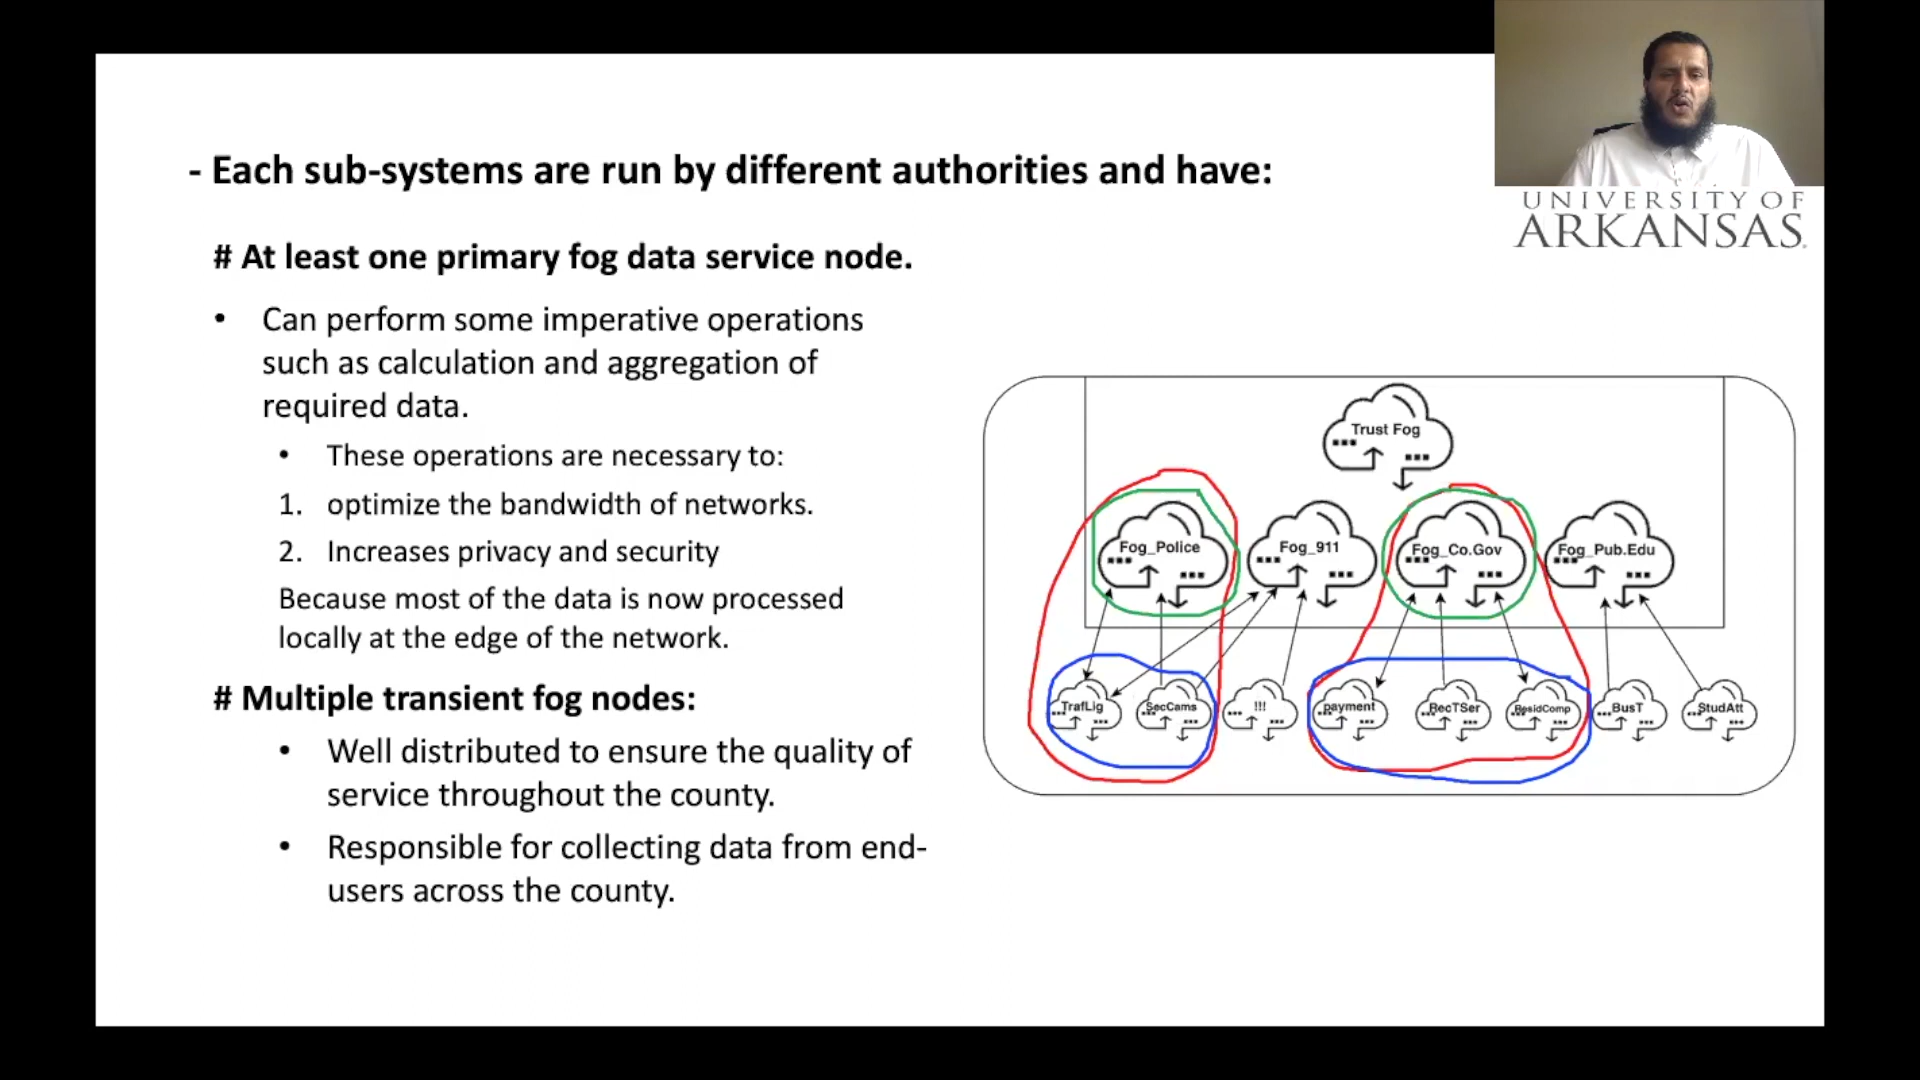 - Each sub-systems are run by different authorities and have:
UNIVERSITY OF
ARKANSAS
# At least one primary fog data service node.
• Can perform some imperative operations
such as calculation and aggregation of
required data.
• These operations are necessary to:
1. optimize the bandwidth of networks.
2. Increases privacy and security
Because most of the data is now processed
locally at the edge of the network.
# Multiple transient fog nodes:
• Well distributed to ensure the quality of
service throughout the county.
• Responsible for collecting data from end-
users across the county.
Trust Fog
Fog_Police
Fog_911
Fog_Co.Gov
Fog_Pub.Edu
TrafLig
SecCams
!!!
payment
RecTSer
ResidComp
BusT
StudAtt